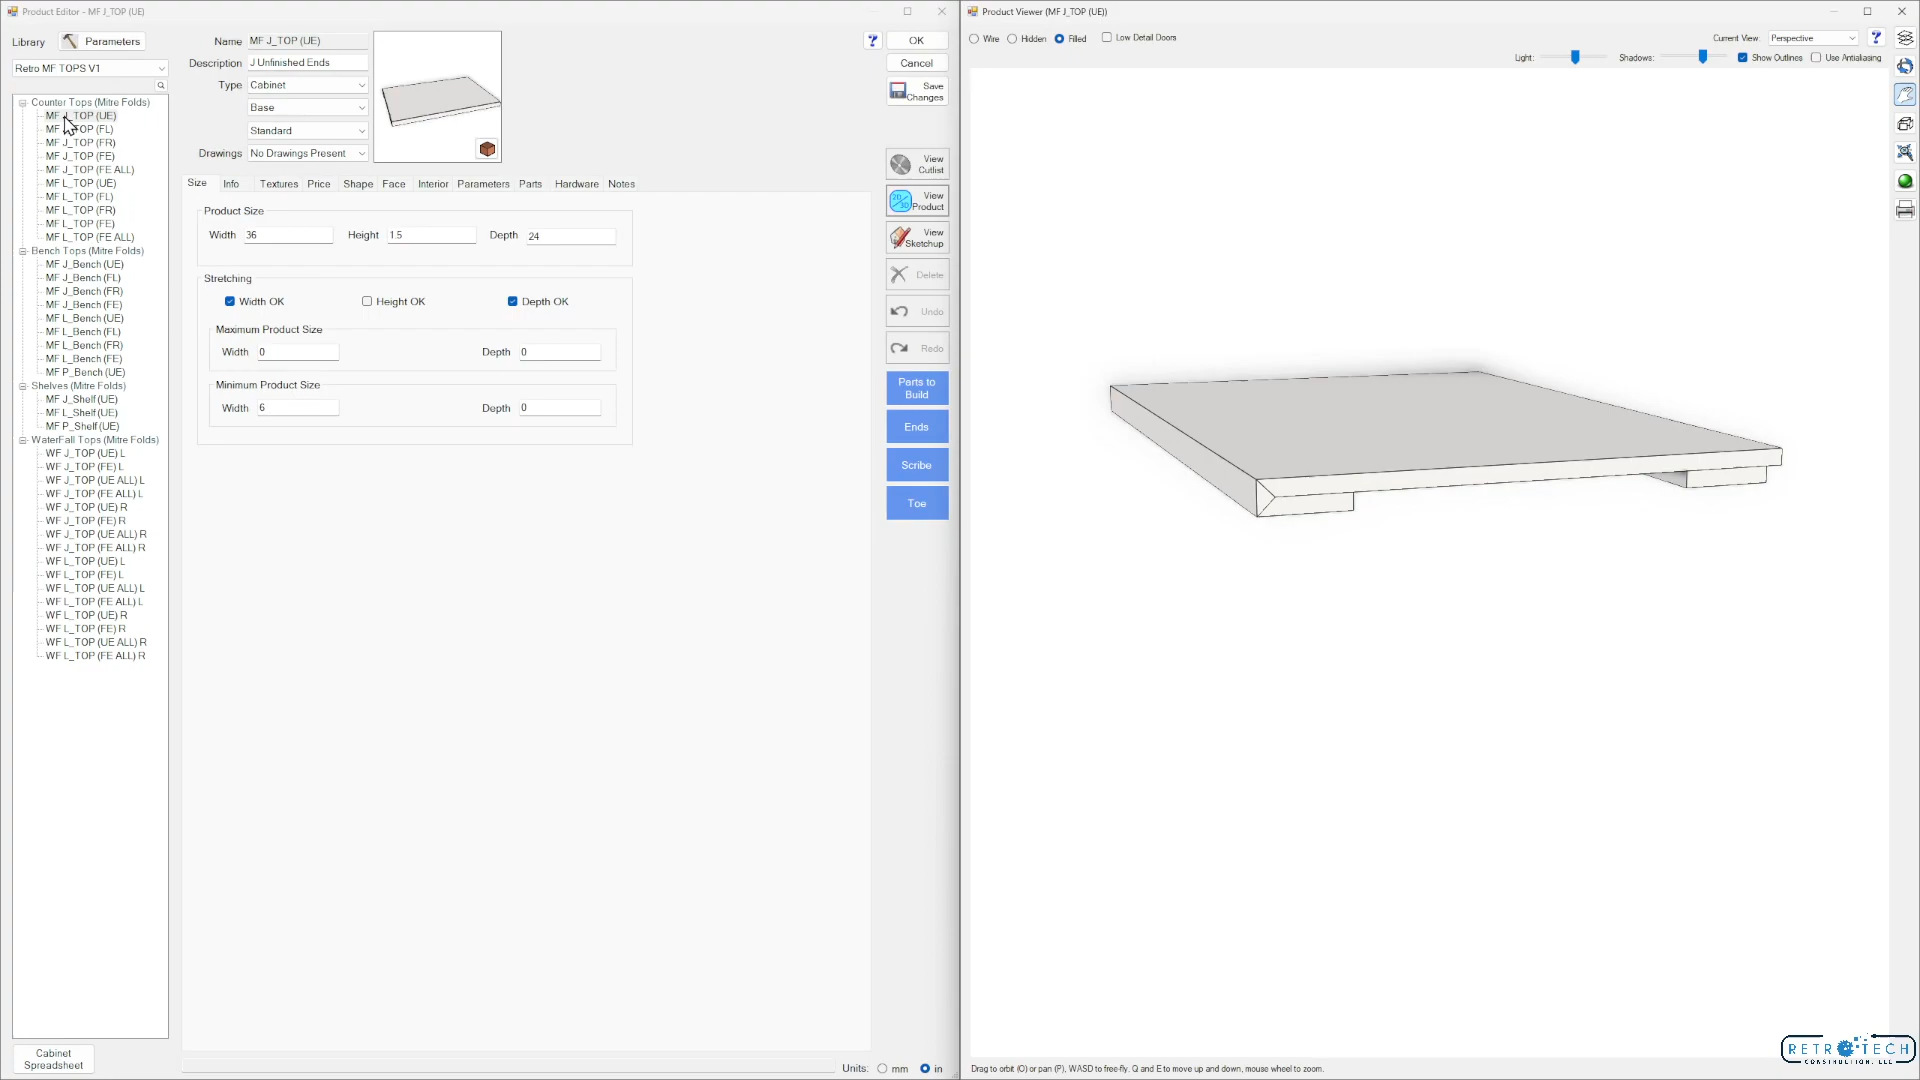 Product Editor - MF J_TOP (UE)
Library
Parameters
Retro MF TOPS V1
Counter Tops (Mitre Folds)
MF J_TOP (UE)
MF J_TOP (FL)
MF J_TOP (FR)
MF J_TOP (FE)
MF J_TOP (FE ALL)
MF L_TOP (UE)
MF L_TOP (FL)
MF L_TOP (FR)
MF L_TOP (FE)
MF L_TOP (FE ALL)
Bench Tops (Mitre Folds)
MF J_Bench (UE)
MF J_Bench (FL)
MF J_Bench (FR)
MF J_Bench (FE)
MF L_Bench (UE)
MF L_Bench (FL)
MF L_Bench (FR)
MF L_Bench (FE)
MF P_Bench (UE)
Shelves (Mitre Folds)
MF J_Shelf (UE)
MF L_Shelf (UE)
MF P_Shelf (UE)
WaterFall Tops (Mitre Folds)
WF J_TOP (UE) L
WF J_TOP (FE) L
WF J_TOP (UE ALL) L
WF J_TOP (FE ALL) L
WF J_TOP (UE) R
WF J_TOP (FE) R
WF J_TOP (UE ALL) R
WF J_TOP (FE ALL) R
WF L_TOP (UE) L
WF L_TOP (FE) L
WF L_TOP (UE ALL) L
WF L_TOP (FE ALL) L
WF L_TOP (UE) R
WF L_TOP (FE) R
WF L_TOP (UE ALL) R
WF L_TOP (FE ALL) R
Cabinet
Spreadsheet
Name MF J_TOP (UE)
Description J Unfinished Ends
Type Cabinet
Base
Standard
Drawings No Drawings Present
Size Info Textures Price Shape Face Interior Parameters Parts Hardware Notes
Product Size
Width 36 Height 1.5 Depth 24
Stretching
Width OK Height OK Depth OK
Maximum Product Size
Width 0 Depth 0
Minimum Product Size
Width 6 Depth 0
?
OK
Cancel
Save
Changes
View
Cutlist
2D/3D
View
Product
View
Sketchup
Delete
Undo
Redo
Parts to
Build
Ends
Scribe
Toe
Units: mm in
Product Viewer (MF J_TOP (UE))
Wire Hidden Filled Low Detail Doors
Current View: Perspective ?
Light: Shadows: Show Outlines Use Antialiasing
RETROTECH
CONSTRUCTION, LLC
Drag to orbit (O) or pan (P), WASD to free-fly. Q and E to move up and down, mouse wheel to zoom.